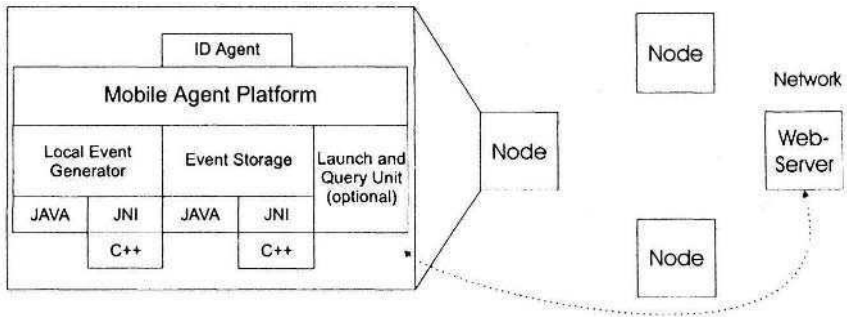 ID Agent
Mobile Agent Platform
Local Event
Generator
Event Storage
Launch and
Query Unit
(optional)
JAVA
JNI
JAVA
JNI
C++
C++
Node
Node
Node
Network
Web-
Server